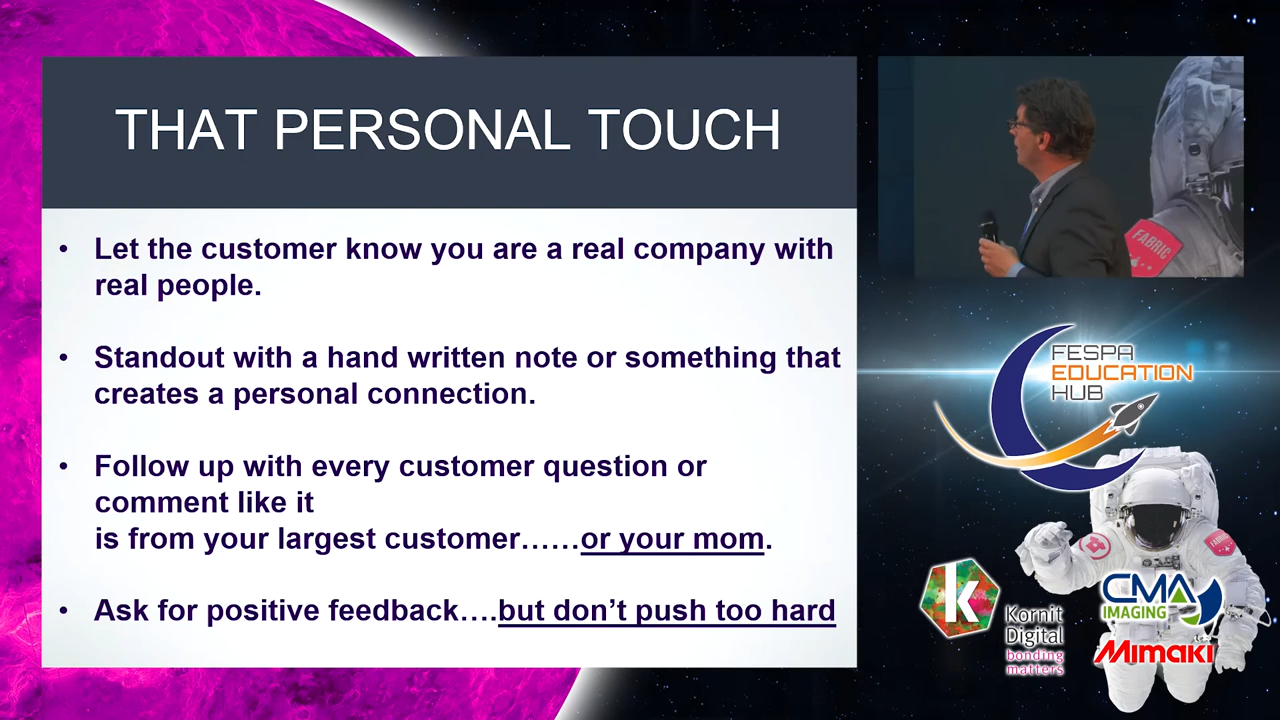 THAT PERSONAL TOUCH
• Let the customer know you are a real company with
real people.
• Standout with a hand written note or something that
creates a personal connection.
• Follow up with every customer question or
comment like it
is from your largest customer……or your mom.
• Ask for positive feedback….but don’t push too hard
FABRIC
FESPA
EDUCATION
HUB
FABRIC
k
Kornit
Digital
bonding
matters
CMA
IMAGING
Mimaki